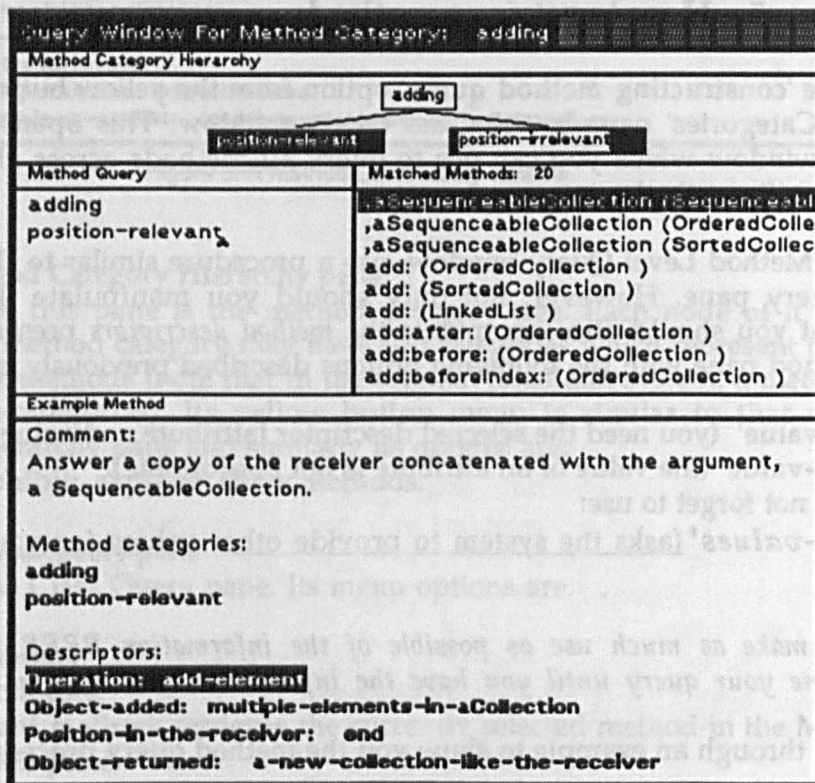 Query Window For Method Category: adding
Method Category Hierarchy
adding
position-relevant position-irrelevant
Method Query
adding
position-relevant
Matched Methods: 20
,aSequenceableCollection (Sequenceabl
,aSequenceableCollection (OrderedColle
,aSequenceableCollection (SortedCollec
add: (OrderedCollection )
add: (SortedCollection )
add: (LinkedList )
add:after: (OrderedCollection )
add:before: (OrderedCollection )
add:beforeIndex: (OrderedCollection )
Example Method
Comment:
Answer a copy of the receiver concatenated with the argument,
a SequencableCollection.
Method categories:
adding
position-relevant
Descriptors:
Operation: add-element
Object-added: multiple-elements-in-aCollection
Position-in-the-receiver: end
Object-returned: a-new-collection-like-the-receiver